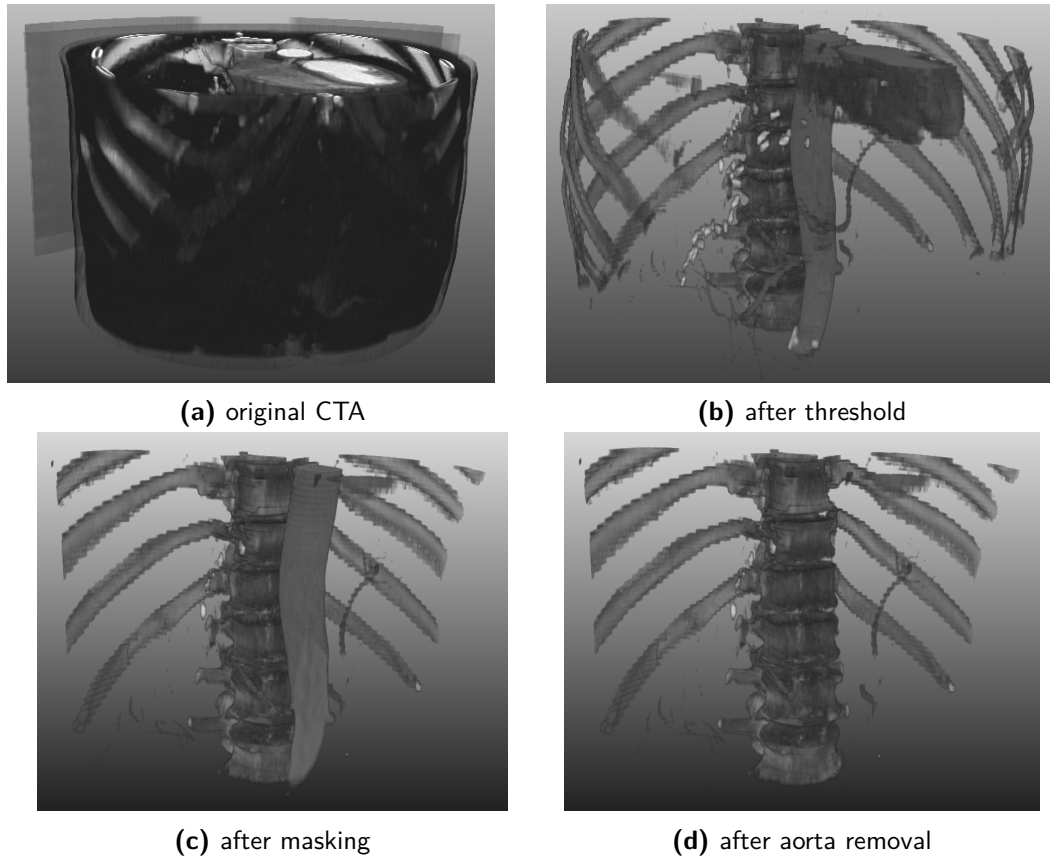 (a) original CTA
(b) after threshold
(c) after masking
(d) after aorta removal